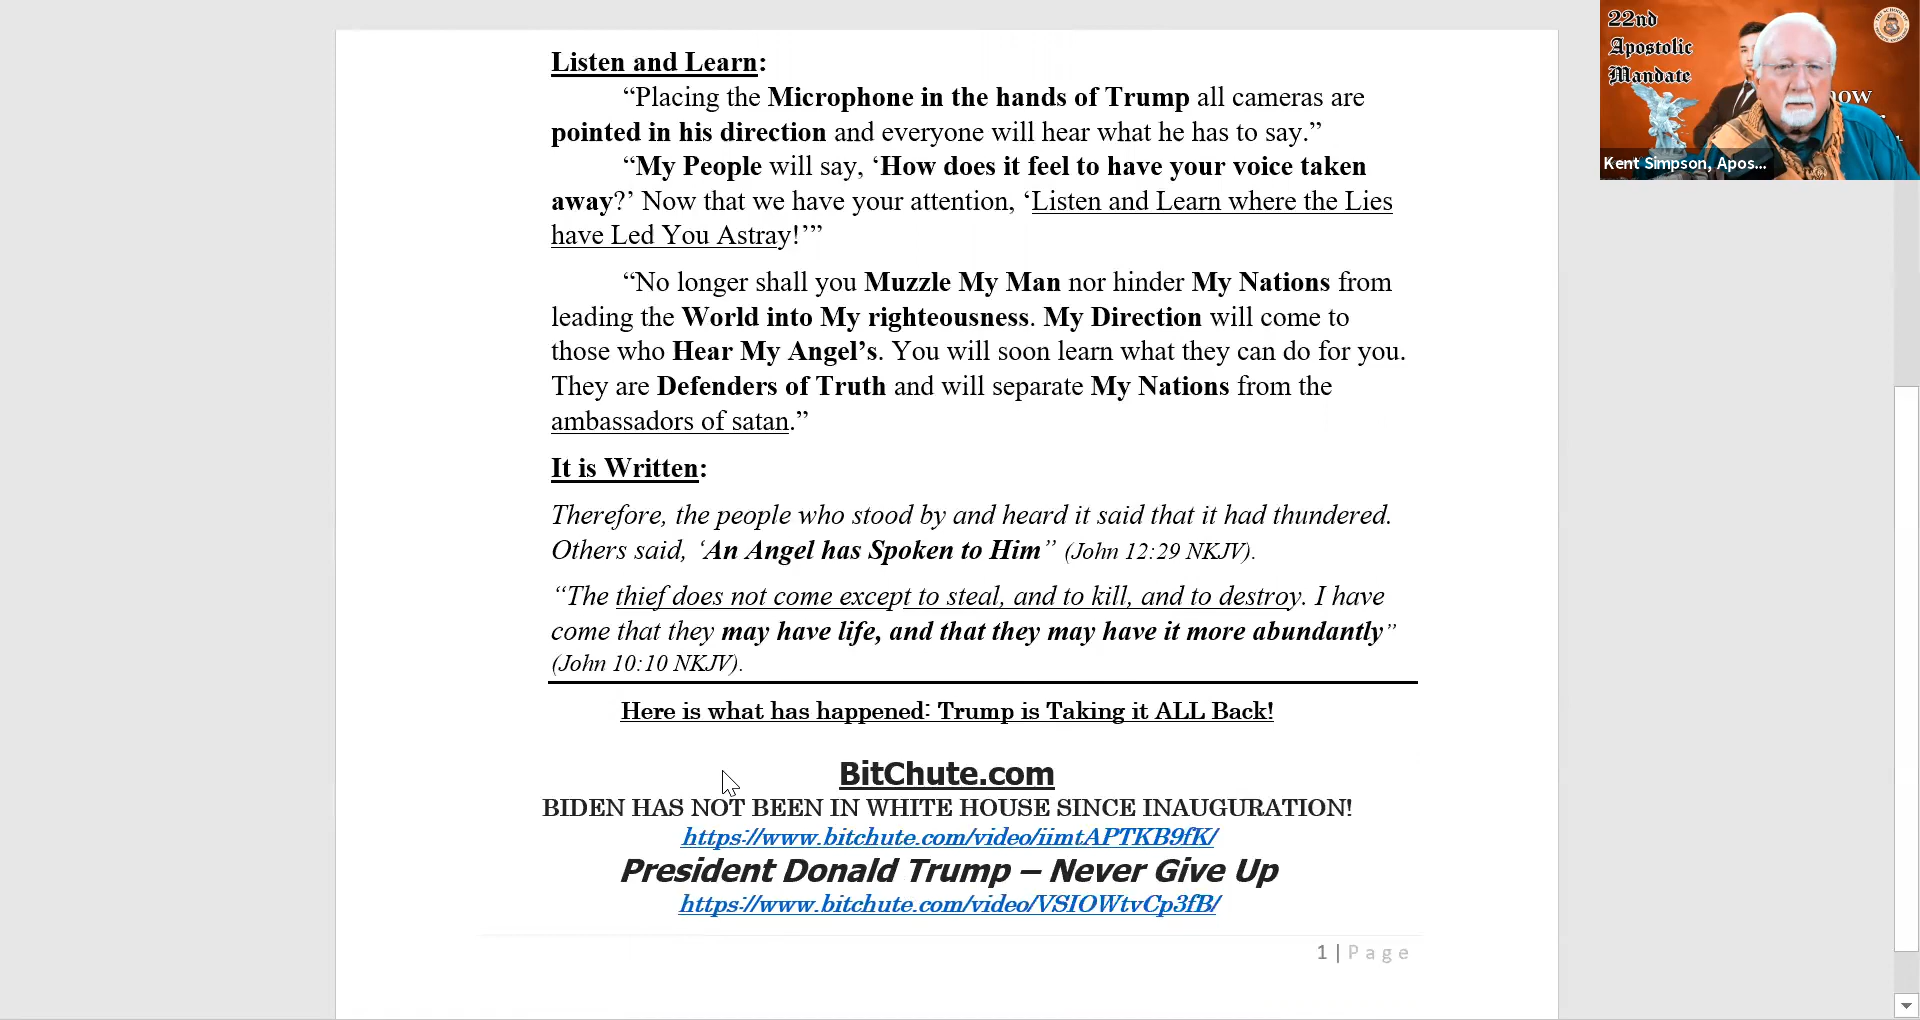 Listen and Learn:
“Placing the Microphone in the hands of Trump all cameras are
pointed in his direction and everyone will hear what he has to say.”
“My People will say, ‘How does it feel to have your voice taken
away?’ Now that we have your attention, ‘Listen and Learn where the Lies
have Led You Astray!’”
“No longer shall you Muzzle My Man nor hinder My Nations from
leading the World into My righteousness. My Direction will come to
those who Hear My Angel’s. You will soon learn what they can do for you.
They are Defenders of Truth and will separate My Nations from the
ambassadors of satan.”
It is Written:
Therefore, the people who stood by and heard it said that it had thundered.
Others said, ‘An Angel has Spoken to Him” (John 12:29 NKJV).
“The thief does not come except to steal, and to kill, and to destroy. I have
come that they may have life, and that they may have it more abundantly”
(John 10:10 NKJV).
Here is what has happened: Trump is Taking it ALL Back!
BitChute.com
BIDEN HAS NOT BEEN IN WHITE HOUSE SINCE INAUGURATION!
https://www.bitchute.com/video/iimtAPTKB9fK/
President Donald Trump – Never Give Up
https://www.bitchute.com/video/VSIOWtvCp3fB/
1 | Page
22nd
Apostolic
Mandate
Kent Simpson, Apos...